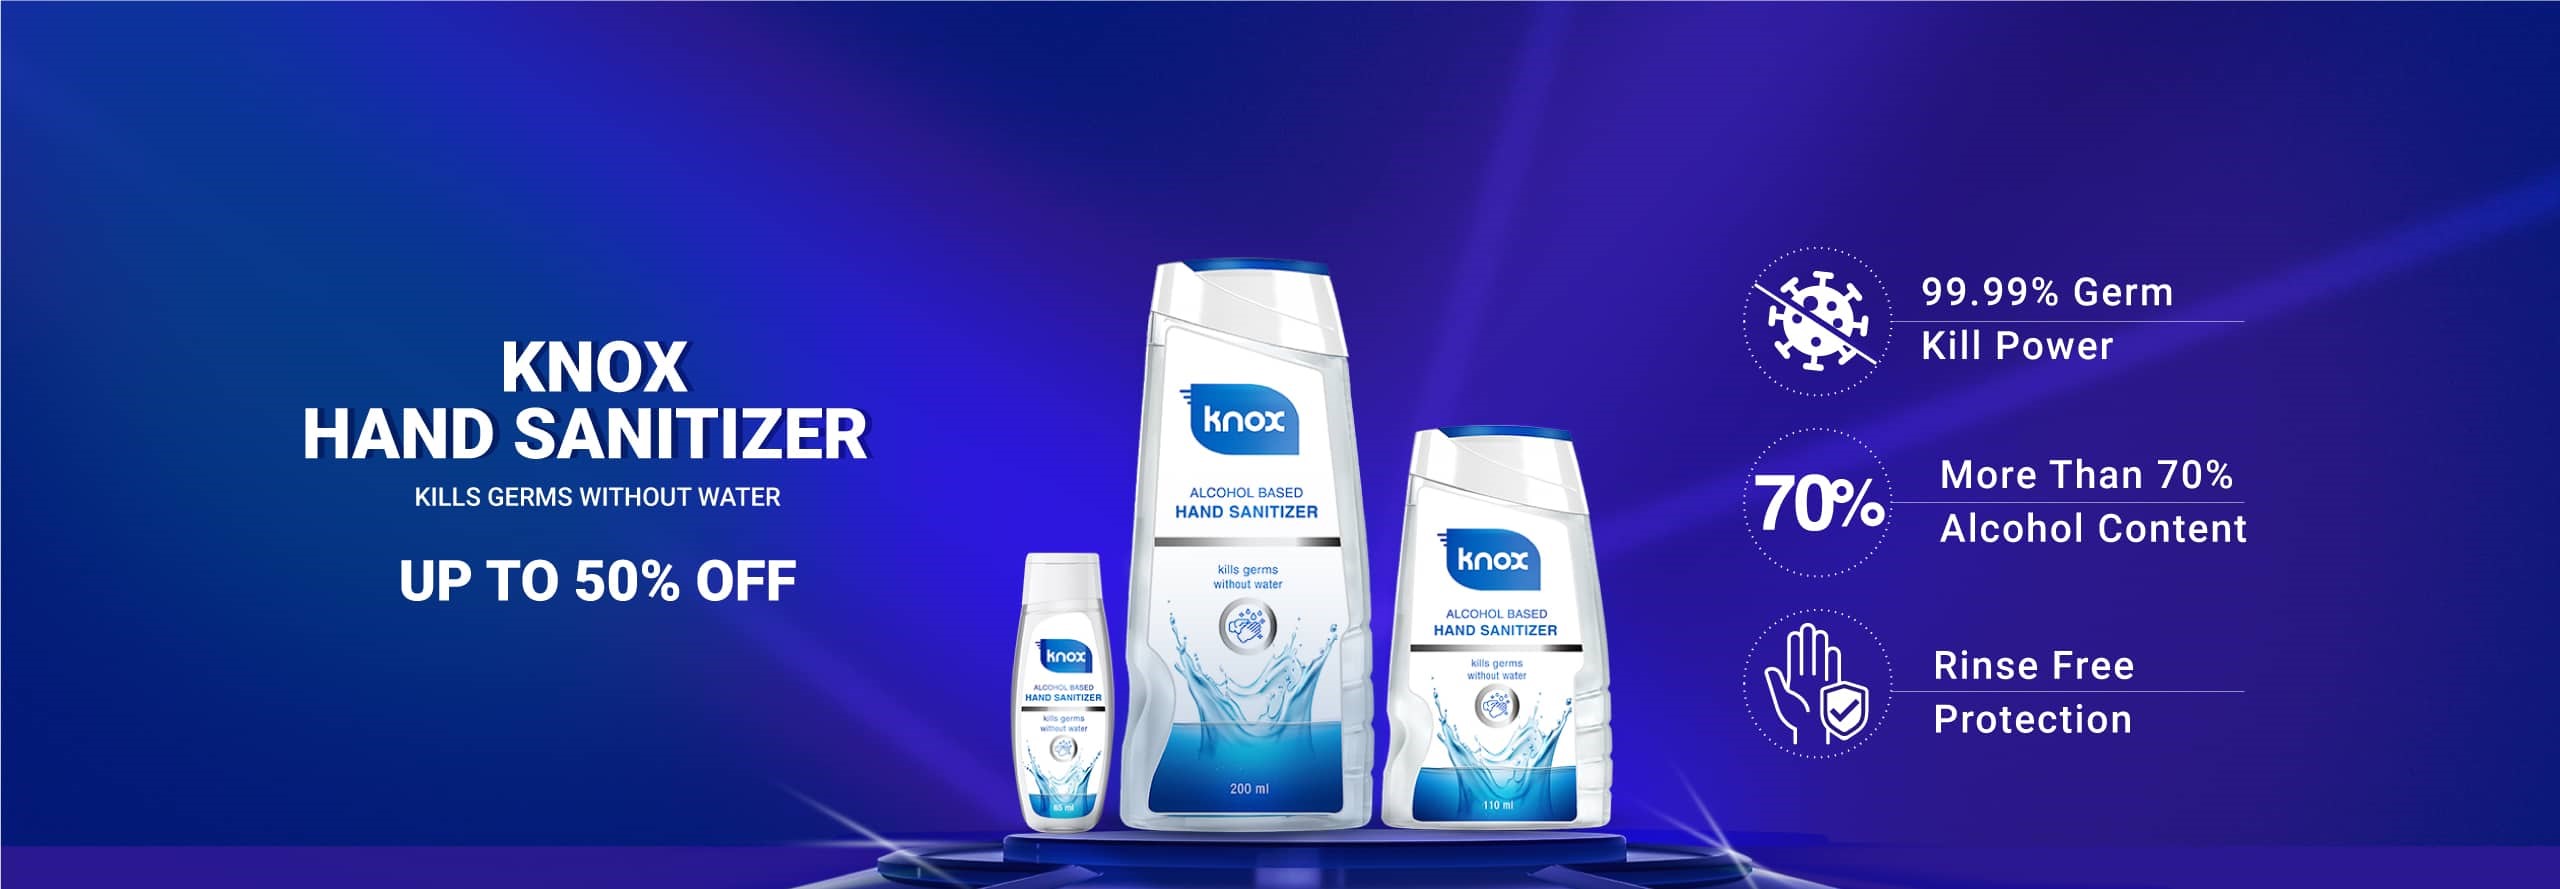 KNOX
HAND SANITIZER
KILLS GERMS WITHOUT WATER
UP TO 50% OFF
knox
ALCOHOL BASED
HAND SANITIZER
kills germs
without water
65 ml
knox
ALCOHOL BASED
HAND SANITIZER
kills germs
without water
200 ml
knox
ALCOHOL BASED
HAND SANITIZER
kills germs
without water
110 ml
99.99% Germ
Kill Power
70%
More Than 70%
Alcohol Content
Rinse Free
Protection